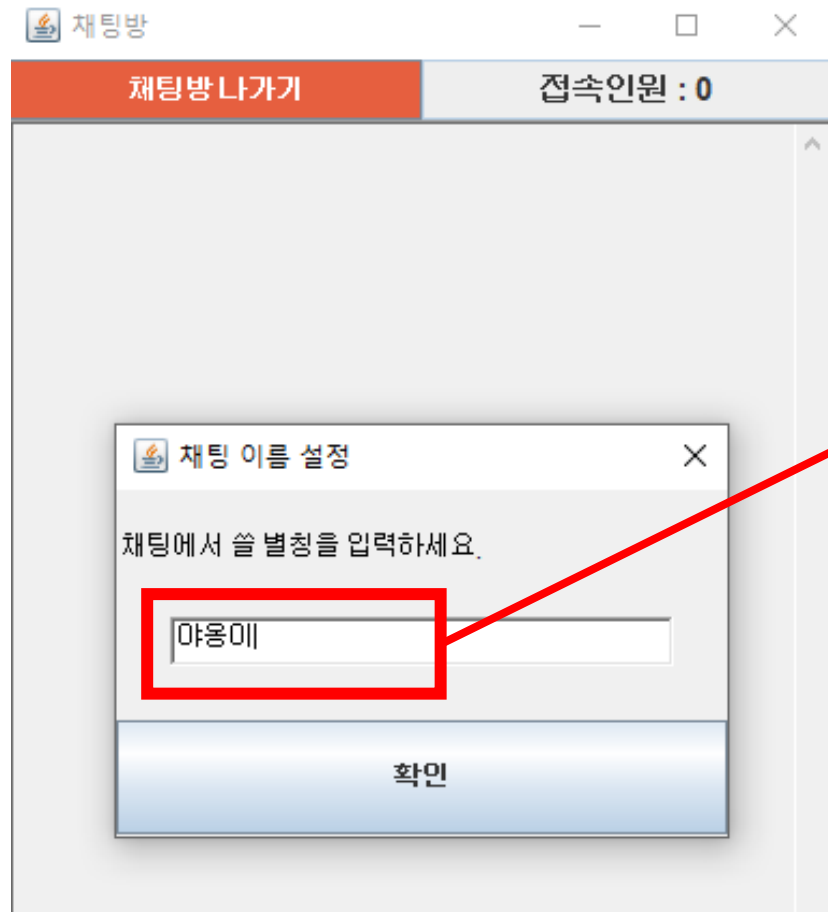 채팅방
채팅방 나가기
접속인원 : 0
채팅 이름 설정
채팅에서 쓸 별칭을 입력하세요.
야옹이
확인